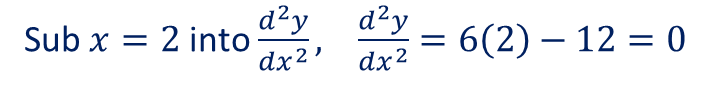 Sub x = 2 into d²y/dx², d²y/dx² = 6(2) − 12 = 0